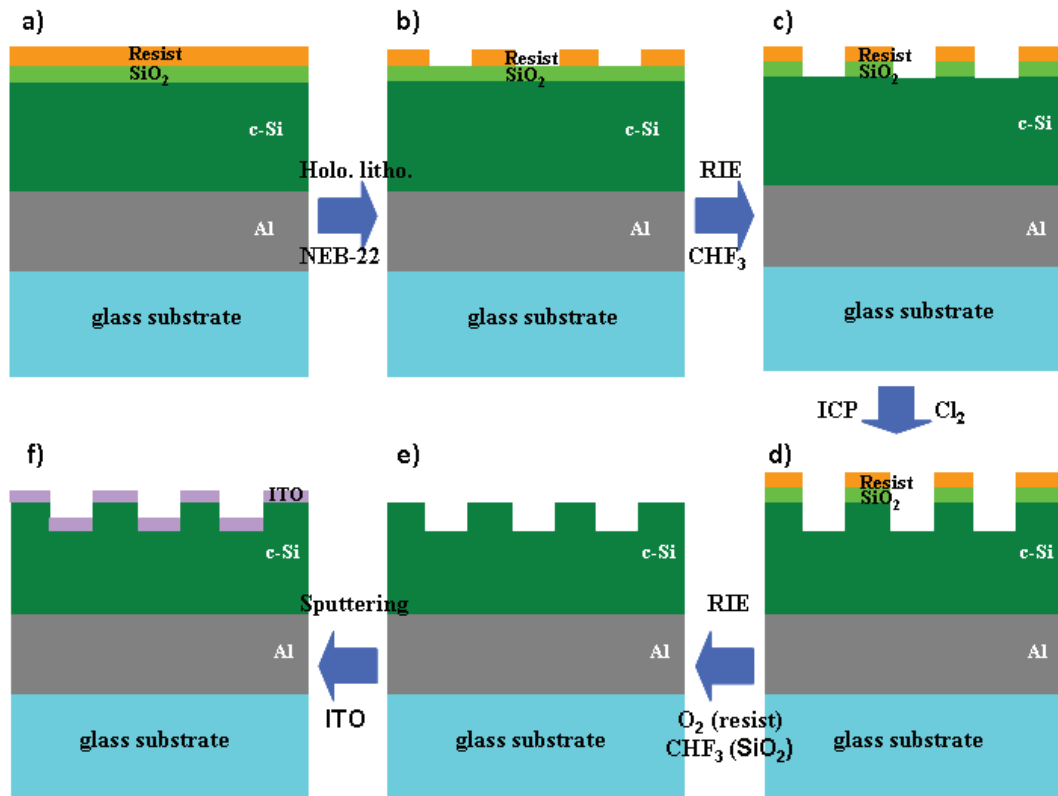 a)
Resist
SiO₂
c-Si
Al
glass substrate
Holo. litho.
NEB-22
b)
Resist
SiO₂
c-Si
Al
glass substrate
RIE
CHF₃
c)
Resist
SiO₂
c-Si
Al
glass substrate
ICP Cl₂
d)
Resist
SiO₂
c-Si
Al
glass substrate
RIE
O₂ (resist)
CHF₃ (SiO₂)
e)
c-Si
Al
glass substrate
Sputtering
ITO
f)
ITO
c-Si
Al
glass substrate